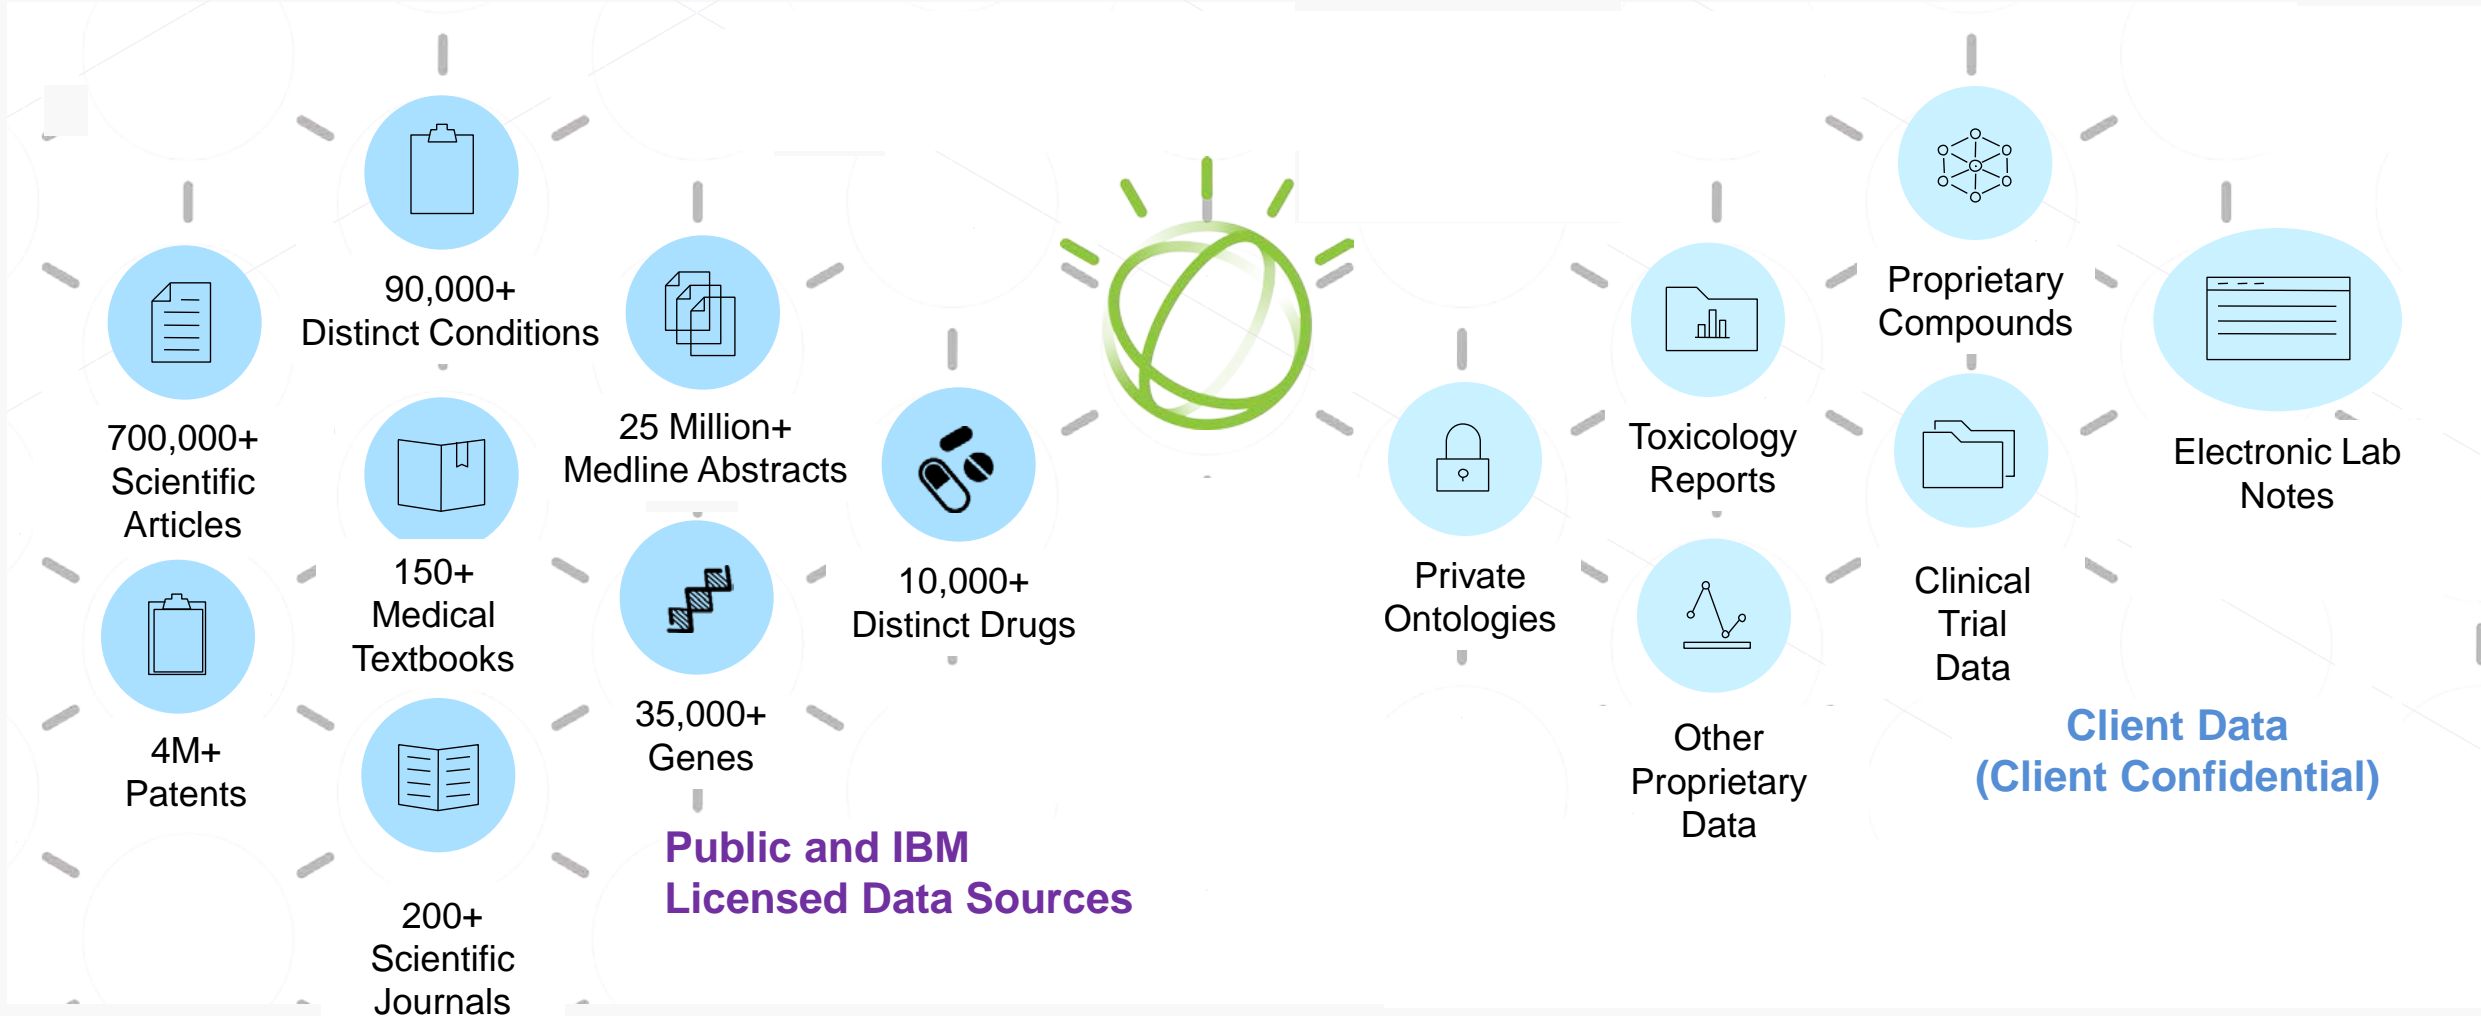 90,000+
Distinct Conditions
700,000+
Scientific
Articles
25 Million+
Medline Abstracts
150+
Medical
Textbooks
10,000+
Distinct Drugs
4M+
Patents
35,000+
Genes
200+
Scientific
Journals
Public and IBM
Licensed Data Sources
Proprietary
Compounds
Toxicology
Reports
Electronic Lab
Notes
Private
Ontologies
Clinical
Trial
Data
Other
Proprietary
Data
Client Data
(Client Confidential)